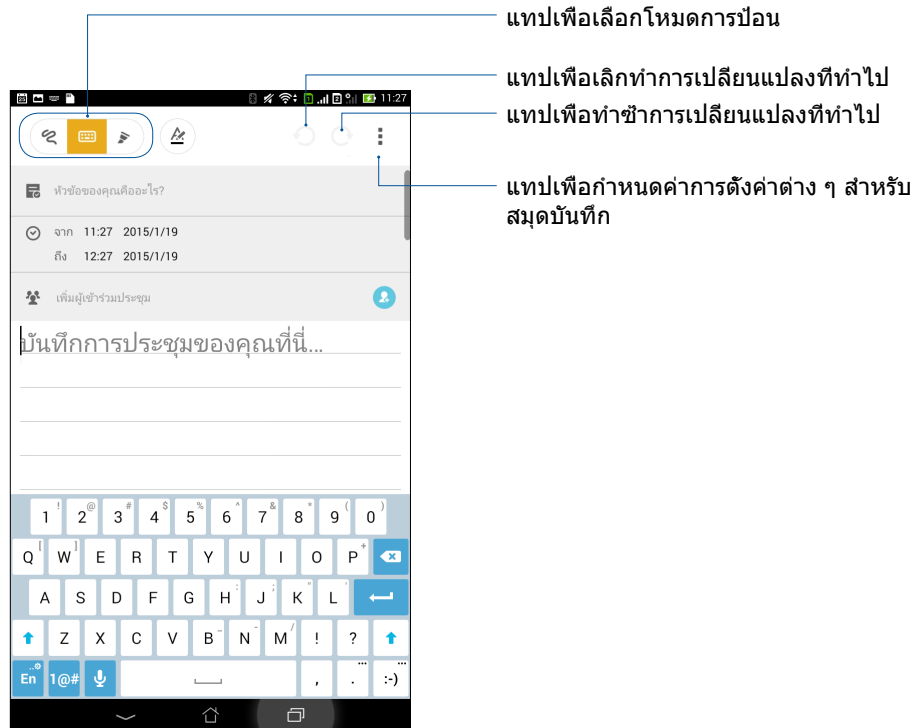 แทปเพื่อเลือกโหมดการป้อน
แทปเพื่อเลิกทำการเปลี่ยนแปลงที่ทำไป
แทปเพื่อทำซ้ำการเปลี่ยนแปลงที่ทำไป
แทปเพื่อกำหนดค่าการตั้งค่าต่าง ๆ สำหรับ
สมุดบันทึก
11:27
หัวข้อของคุณคืออะไร?
จาก 11:27 2015/1/19
ถึง 12:27 2015/1/19
เพิ่มผู้เข้าร่วมประชุม
บันทึกการประชุมของคุณที่นี่...
! @ # $ % ^ & * ( )
1 2 3 4 5 6 7 8 9 0
[ ] +
Q W E R T Y U I O P
: ; " '
A S D F G H J K L
_ - /
Z X C V B N M ! ?
En 1@# , . :-)